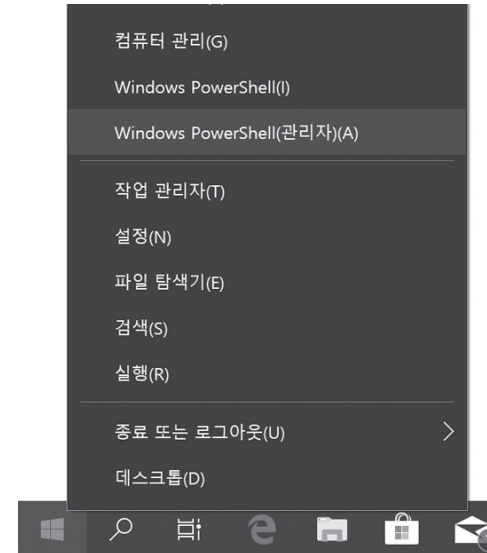 컴퓨터 관리(G)
Windows PowerShell(I)
Windows PowerShell(관리자)(A)
작업 관리자(T)
설정(N)
파일 탐색기(E)
검색(S)
실행(R)
종료 또는 로그아웃(U)
데스크톱(D)